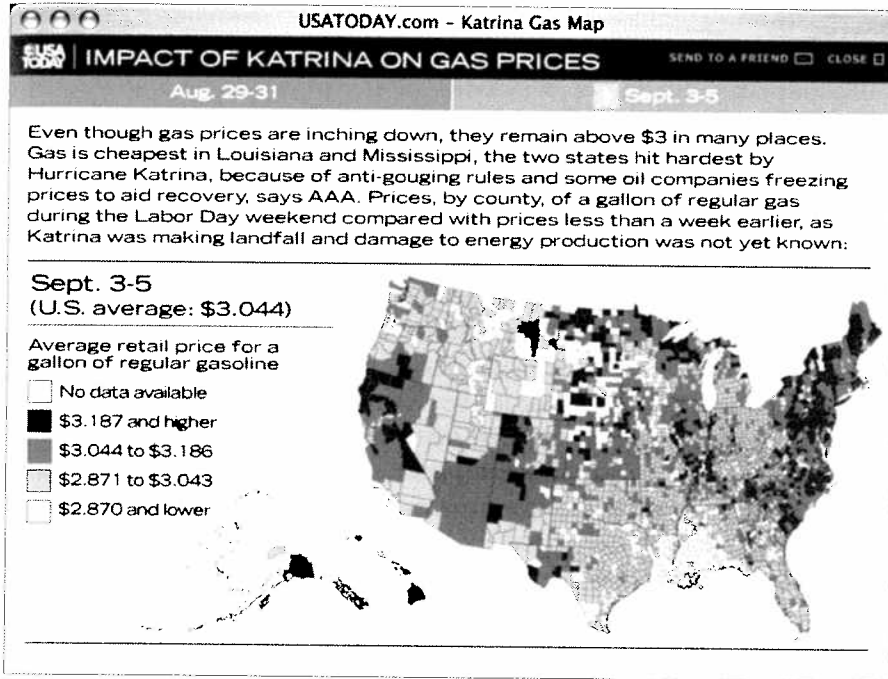 USATODAY.com - Katrina Gas Map
USA
TODAY
IMPACT OF KATRINA ON GAS PRICES
SEND TO A FRIEND
CLOSE
Aug. 29-31
Sept. 3-5
Even though gas prices are inching down, they remain above $3 in many places.
Gas is cheapest in Louisiana and Mississippi, the two states hit hardest by
Hurricane Katrina, because of anti-gouging rules and some oil companies freezing
prices to aid recovery, says AAA. Prices, by county, of a gallon of regular gas
during the Labor Day weekend compared with prices less than a week earlier, as
Katrina was making landfall and damage to energy production was not yet known:
Sept. 3-5
(U.S. average: $3.044)
Average retail price for a
gallon of regular gasoline
No data available
$3.187 and higher
$3.044 to $3.186
$2.871 to $3.043
$2.870 and lower